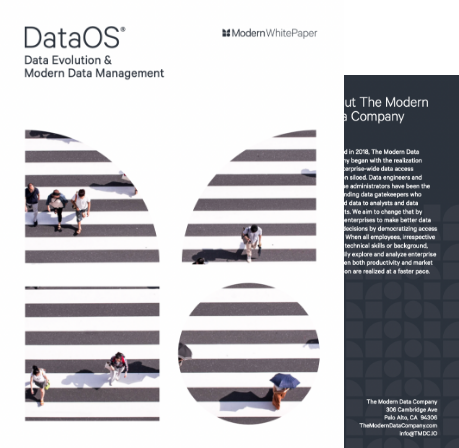 DataOS®
ModernWhitePaper
Data Evolution &
Modern Data Management
ut The Modern
a Company
d in 2018, The Modern Data
ny began with the realization
terprise-wide data access
n siloed. Data engineers and
e administrators have been the
nding data gatekeepers who
d data to analysts and data
ts. We aim to change that by
enterprises to make better data
decisions by democratizing access
When all employees, irrespective
technical skills or background,
lly explore and analyze enterprise
en both productivity and market
on are realized at a faster pace.
The Modern Data Company
306 Cambridge Ave
Palo Alto, CA 94306
TheModernDataCompany.com
info@TMDC.IO